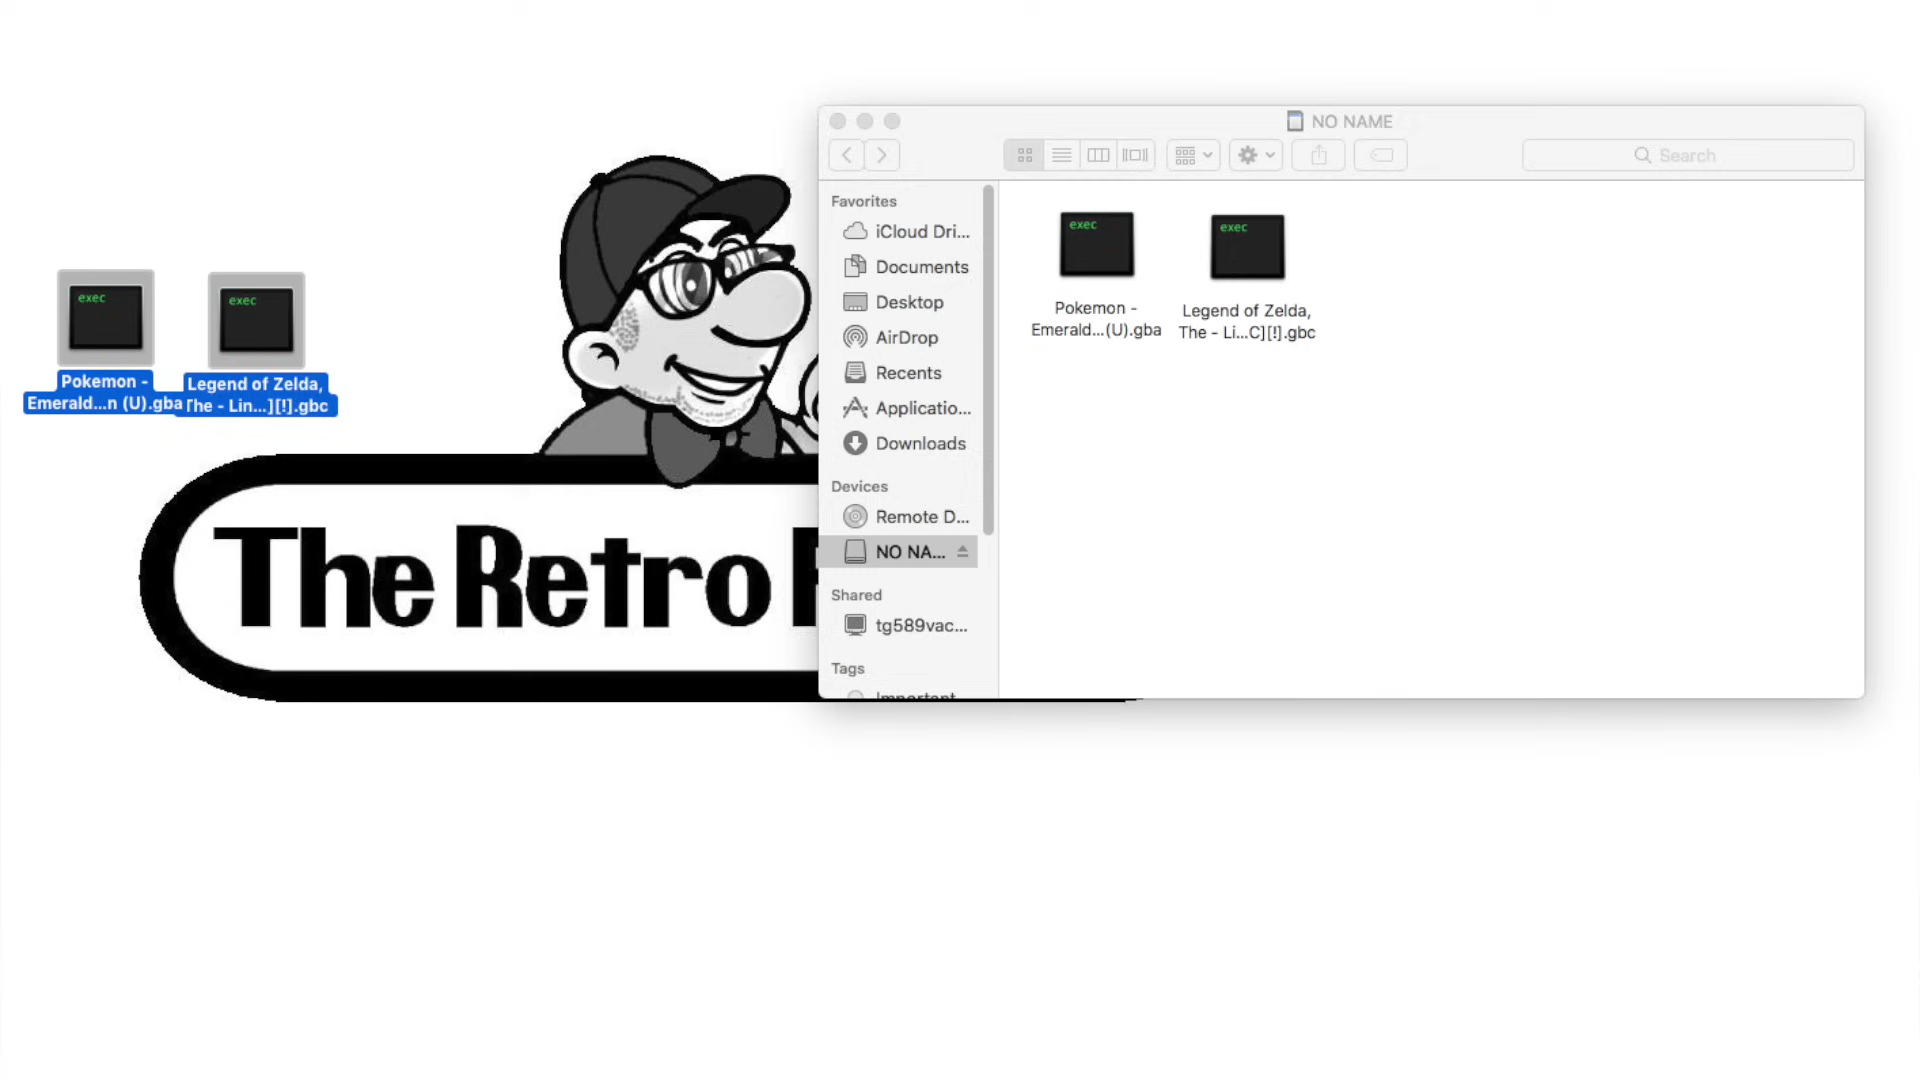 NO NAME
Search
Favorites
iCloud Dri...
Documents
Desktop
AirDrop
Recents
Applicatio...
Downloads
Devices
Remote D...
NO NA...
Shared
tg589vac...
Tags
Important
exec
Pokemon -
Emerald...(U).gba
exec
Legend of Zelda,
The - Li...C][!].gbc
exec
Pokemon -
Emerald...n (U).gba
exec
Legend of Zelda,
The - Lin...][!].gbc
The Retro